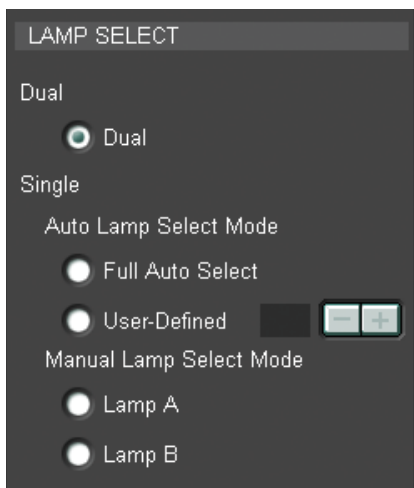 LAMP SELECT
Dual
Dual
Single
Auto Lamp Select Mode
Full Auto Select
User-Defined − +
Manual Lamp Select Mode
Lamp A
Lamp B